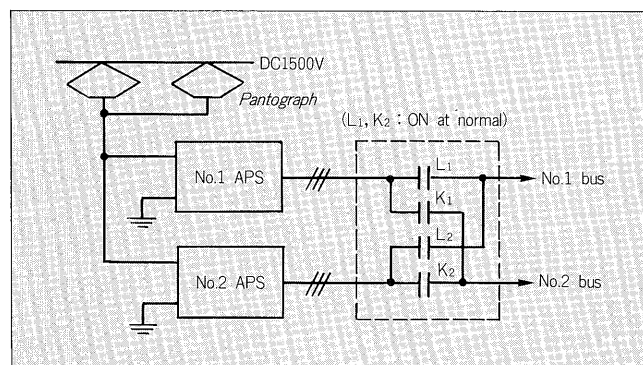 DC1500V
Pantograph
(L₁, K₂ : ON at normal)
No.1 APS
L₁
No.1 bus
K₁
L₂
No.2 APS
K₂
No.2 bus